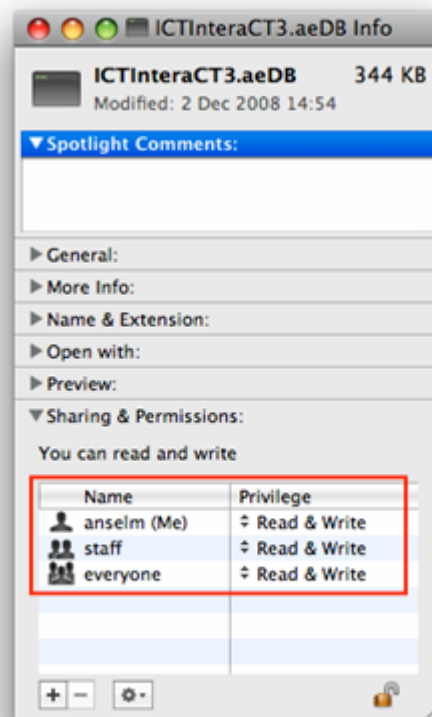 ICTInteraCT3.aeDB Info
ICTInteraCT3.aeDB 344 KB
Modified: 2 Dec 2008 14:54
Spotlight Comments:
General:
More Info:
Name & Extension:
Open with:
Preview:
Sharing & Permissions:
You can read and write
Name Privilege
anselm (Me) Read & Write
staff Read & Write
everyone Read & Write